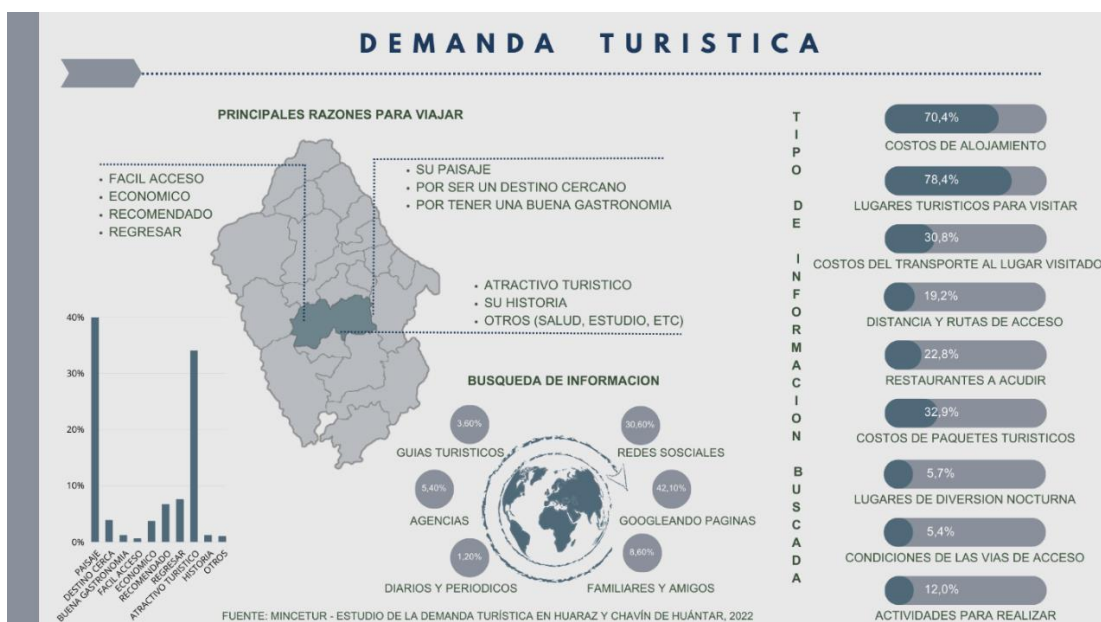 DEMANDA TURISTICA
PRINCIPALES RAZONES PARA VIAJAR
• FACIL ACCESO
• ECONOMICO
• RECOMENDADO
• REGRESAR
• SU PAISAJE
• POR SER UN DESTINO CERCANO
• POR TENER UNA BUENA GASTRONOMIA
• ATRACTIVO TURISTICO
• SU HISTORIA
• OTROS (SALUD, ESTUDIO, ETC)
40%
30%
20%
10%
0%
PAISAJE
DESTINO CERCA
BUENA GASTRONOMIA
FACIL ACCESO
ECONOMICO
RECOMENDADO
REGRESAR
ATRACTIVO TURISTICO
HISTORIA
OTROS
BUSQUEDA DE INFORMACION
3,60%
GUIAS TURISTICOS
30,60%
REDES SOSCIALES
5,40%
AGENCIAS
42,10%
GOOGLEANDO PAGINAS
1,20%
DIARIOS Y PERIODICOS
8,60%
FAMILIARES Y AMIGOS
TIPO DE INFORMACION BUSCADA
70,4%
COSTOS DE ALOJAMIENTO
78,4%
LUGARES TURISTICOS PARA VISITAR
30,8%
COSTOS DEL TRANSPORTE AL LUGAR VISITADO
19,2%
DISTANCIA Y RUTAS DE ACCESO
22,8%
RESTAURANTES A ACUDIR
32,9%
COSTOS DE PAQUETES TURISTICOS
5,7%
LUGARES DE DIVERSION NOCTURNA
5,4%
CONDICIONES DE LAS VIAS DE ACCESO
12,0%
ACTIVIDADES PARA REALIZAR
FUENTE: MINCETUR - ESTUDIO DE LA DEMANDA TURÍSTICA EN HUARAZ Y CHAVÍN DE HUÁNTAR, 2022